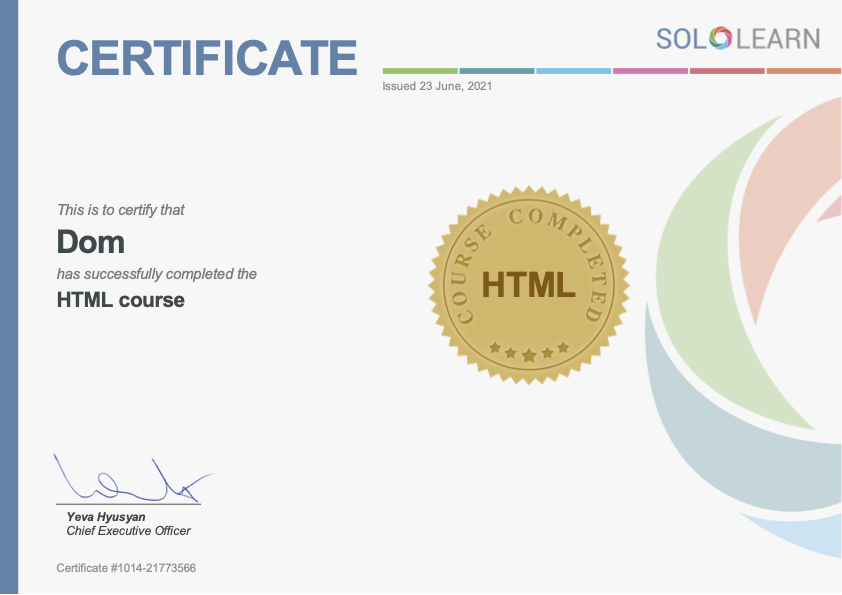 CERTIFICATE
SOLOLEARN
Issued 23 June, 2021
This is to certify that
Dom
has successfully completed the
HTML course
COURSE COMPLETED
HTML
Yeva Hyusyan
Chief Executive Officer
Certificate #1014-21773566